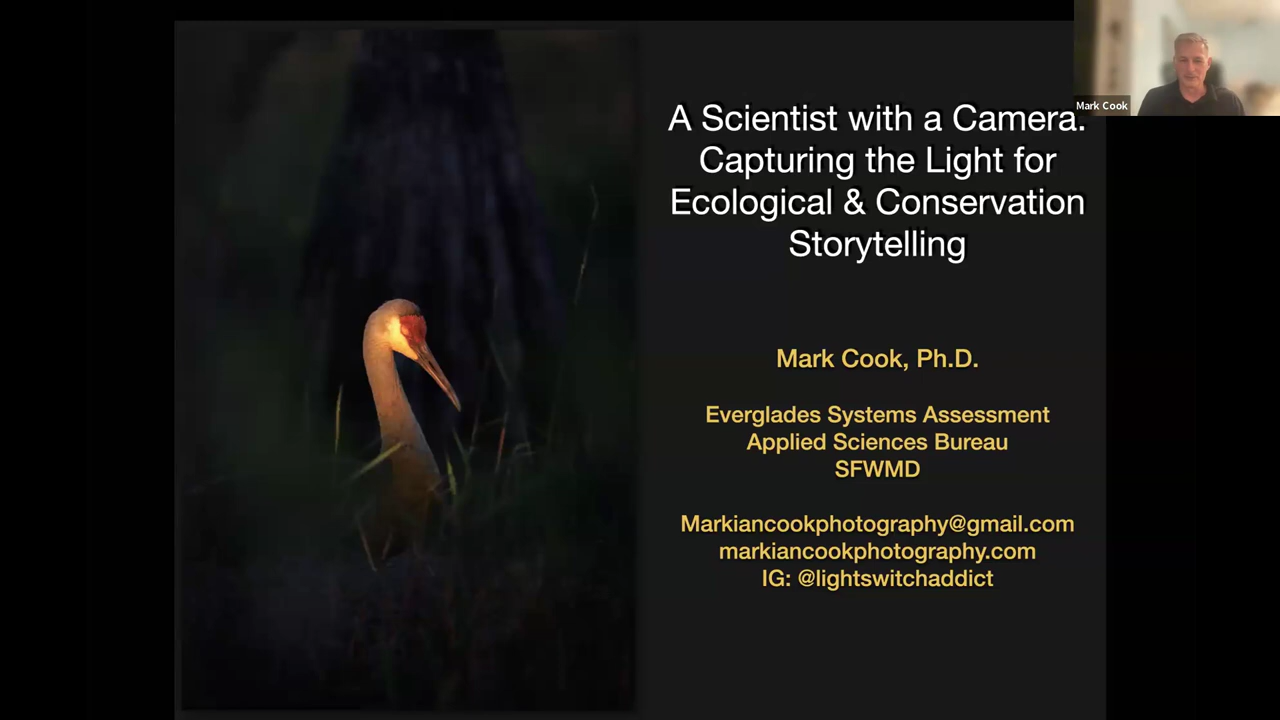 A Scientist with a Camera:
Capturing the Light for
Ecological & Conservation
Storytelling
Mark Cook, Ph.D.
Everglades Systems Assessment
Applied Sciences Bureau
SFWMD
Markiancookphotography@gmail.com
markiancookphotography.com
IG: @lightswitchaddict
Mark Cook